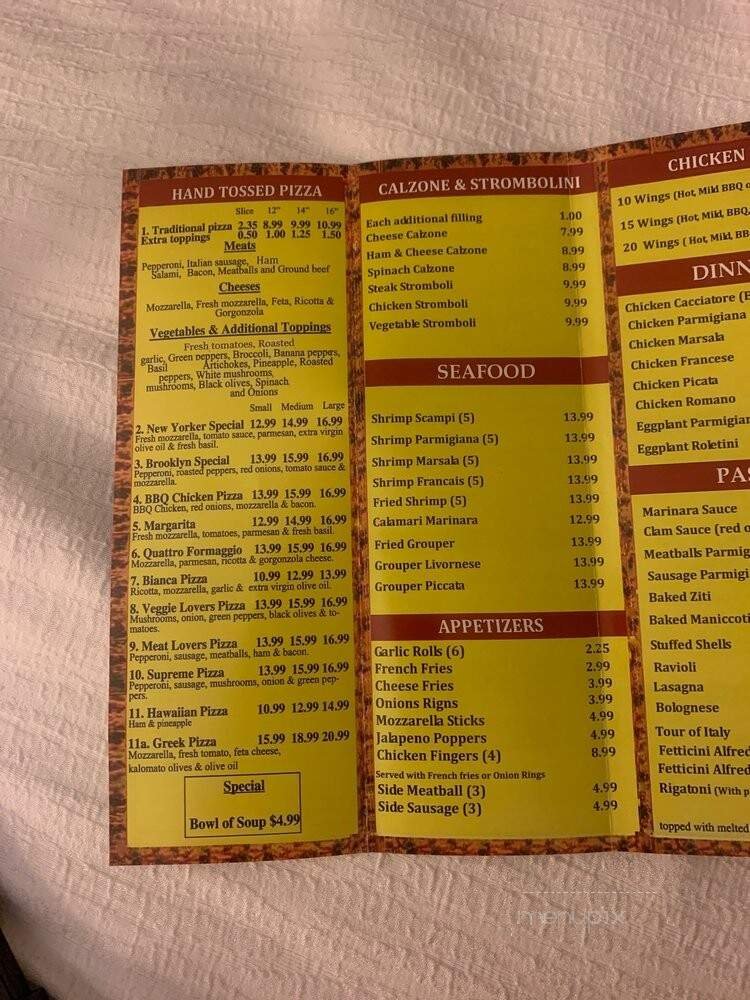 HAND TOSSED PIZZA
Slice 12" 14" 16"
1. Traditional pizza 2.35 8.99 9.99 10.99
Extra toppings 0.50 1.00 1.25 1.50
Meats
Pepperoni, Italian sausage, Ham
Salami, Bacon, Meatballs and Ground beef
Cheeses
Mozzarella, Fresh mozzarella, Feta, Ricotta &
Gorgonzola
Vegetables & Additional Toppings
Fresh tomatoes, Roasted
garlic, Green peppers, Broccoli, Banana peppers,
Basil Artichokes, Pineapple, Roasted
peppers, White mushrooms,
mushrooms, Black olives, Spinach
and Onions
Small Medium Large
2. New Yorker Special 12.99 14.99 16.99
Fresh mozzarella, tomato sauce, parmesan, extra virgin
olive oil & fresh basil.
3. Brooklyn Special 13.99 15.99 16.99
Pepperoni, roasted peppers, red onions, tomato sauce &
mozzarella.
4. BBQ Chicken Pizza 13.99 15.99 16.99
BBQ Chicken, red onions, mozzarella & bacon.
5. Margarita 12.99 14.99 16.99
Fresh mozzarella, tomatoes, parmesan & fresh basil.
6. Quattro Formaggio 13.99 15.99 16.99
Mozzarella, parmesan, ricotta & gorgonzola cheese.
7. Bianca Pizza 10.99 12.99 13.99
Ricotta, mozzarella, garlic & extra virgin olive oil.
8. Veggie Lovers Pizza 13.99 15.99 16.99
Mushrooms, onion, green peppers, black olives & to-
matoes.
9. Meat Lovers Pizza 13.99 15.99 16.99
Pepperoni, sausage, meatballs, ham & bacon.
10. Supreme Pizza 13.99 15.99 16.99
Pepperoni, sausage, mushrooms, onion & green pep-
pers.
11. Hawaiian Pizza 10.99 12.99 14.99
Ham & pineapple
11a. Greek Pizza 15.99 18.99 20.99
Mozzarella, fresh tomato, feta cheese,
kalomato olives & olive oil
Special
Bowl of Soup $4.99
CALZONE & STROMBOLINI
Each additional filling 1.00
Cheese Calzone 7.99
Ham & Cheese Calzone 8.99
Spinach Calzone 8.99
Steak Stromboli 9.99
Chicken Stromboli 9.99
Vegetable Stromboli 9.99
SEAFOOD
Shrimp Scampi (5) 13.99
Shrimp Parmigiana (5) 13.99
Shrimp Marsala (5) 13.99
Shrimp Francais (5) 13.99
Fried Shrimp (5) 13.99
Calamari Marinara 12.99
Fried Grouper 13.99
Grouper Livornese 13.99
Grouper Piccata 13.99
APPETIZERS
Garlic Rolls (6) 2.25
French Fries 2.99
Cheese Fries 3.99
Onions Rigns 3.99
Mozzarella Sticks 4.99
Jalapeno Poppers 4.99
Chicken Fingers (4) 8.99
Served with French fries or Onion Rings
Side Meatball (3) 4.99
Side Sausage (3) 4.99
CHICKEN
10 Wings (Hot, Mild BBQ o
15 Wings (Hot, Mild, BBQ,
20 Wings ( Hot, Mild, BB
DINN
Chicken Cacciatore (B
Chicken Parmigiana
Chicken Marsala
Chicken Francese
Chicken Picata
Chicken Romano
Eggplant Parmigian
Eggplant Roletini
PAS
Marinara Sauce
Clam Sauce (red o
Meatballs Parmig
Sausage Parmigi
Baked Ziti
Baked Maniccoti
Stuffed Shells
Ravioli
Lasagna
Bolognese
Tour of Italy
Fetticini Alfred
Fetticini Alfred
Rigatoni (With p
topped with melted
menupix